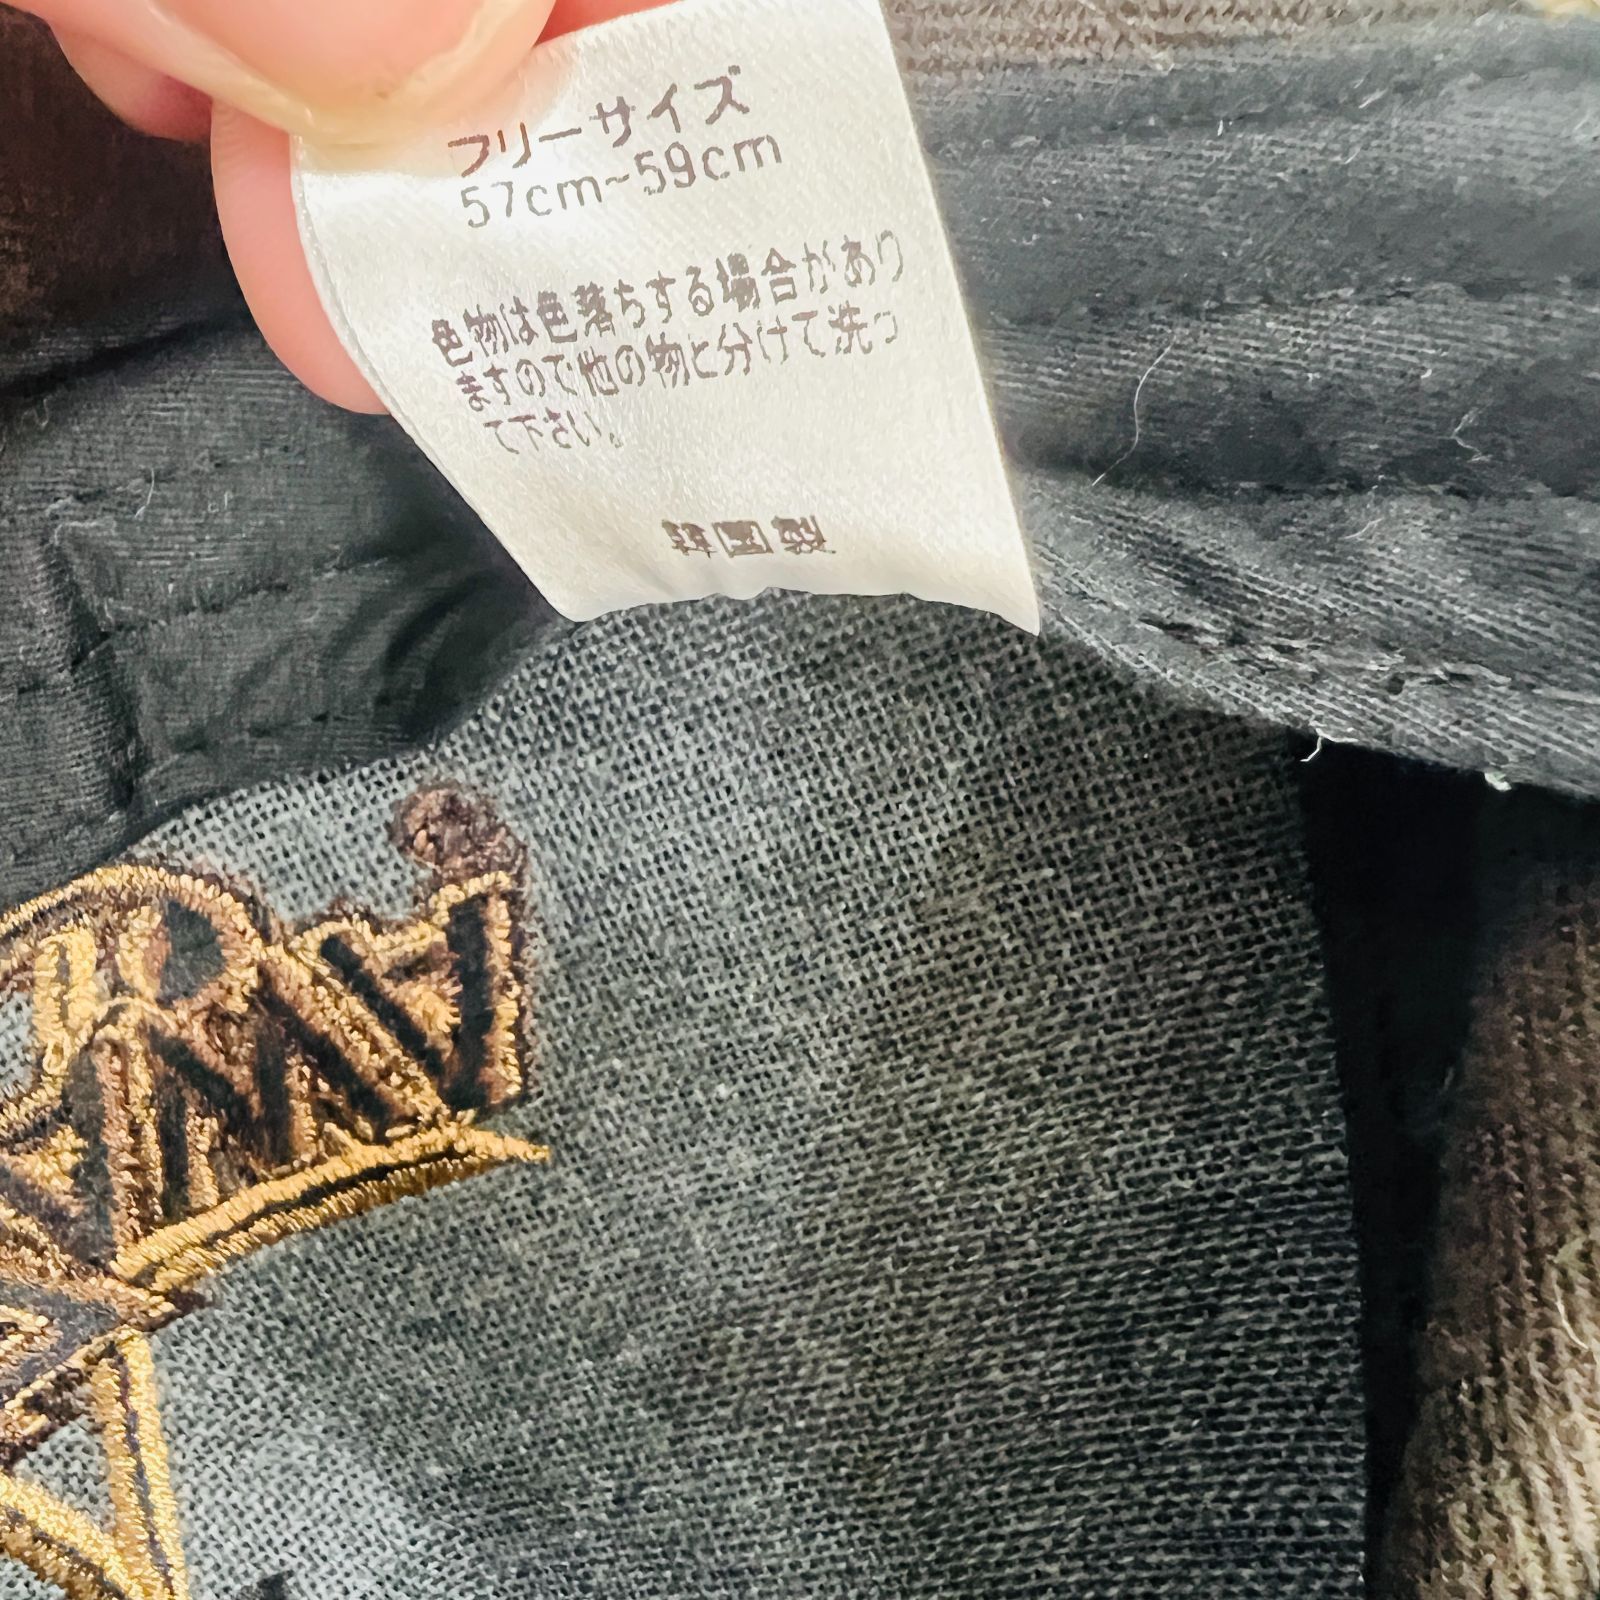 フリーサイズ
57cm~59cm
色物は色落ちする場合があり
ますので他の物と分けて洗っ
て下さい。
韓国製